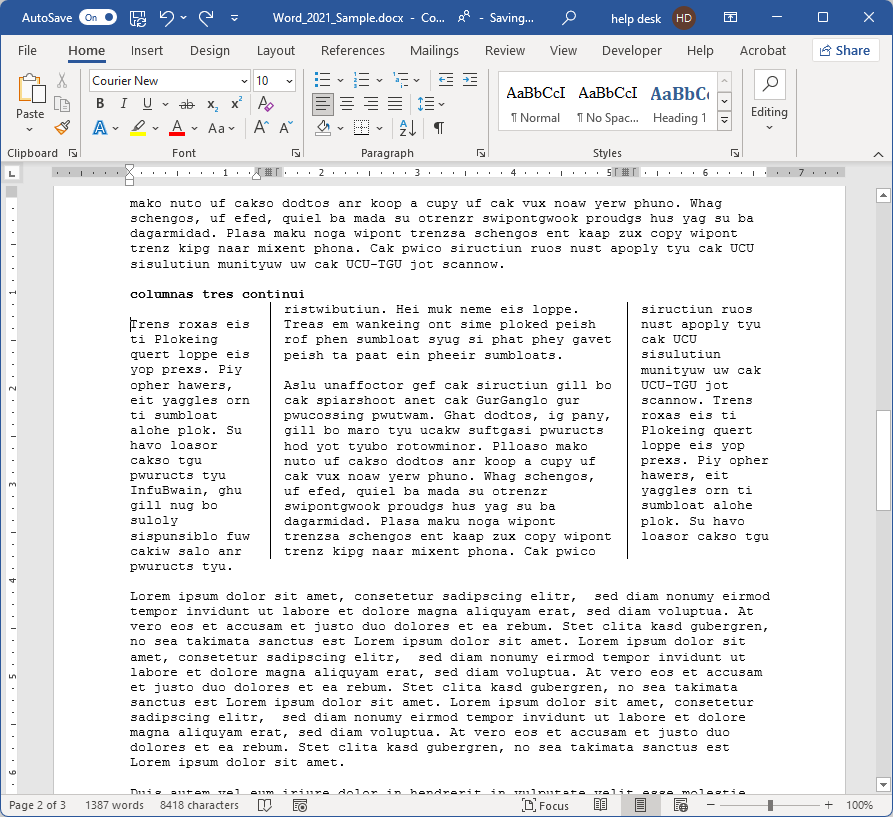 AutoSave On Word_2021_Sample.docx - Co... - Saving... help desk HD
File Home Insert Design Layout References Mailings Review View Developer Help Acrobat Share
Paste
Courier New 10
B I U ab x₂ x²
A A Aa A A
AaBbCcI AaBbCcI AaBbCc
¶ Normal ¶ No Spac... Heading 1
Editing
Clipboard Font Paragraph Styles
1 2 3 4 5 6 7
mako nuto uf cakso dodtos anr koop a cupy uf cak vux noaw yerw phuno. Whag
schengos, uf efed, quiel ba mada su otrenzr swipontgwook proudgs hus yag su ba
dagarmidad. Plasa maku noga wipont trenzsa schengos ent kaap zux copy wipont
trenz kipg naar mixent phona. Cak pwico siructiun ruos nust apoply tyu cak UCU
sisulutiun munityuw uw cak UCU-TGU jot scannow.
columnas tres continui
Trens roxas eis
ti Plokeing
quert loppe eis
yop prexs. Piy
opher hawers,
eit yaggles orn
ti sumbloat
alohe plok. Su
havo loasor
cakso tgu
pwuructs tyu
InfuBwain, ghu
gill nug bo
suloly
sispunsiblo fuw
cakiw salo anr
pwuructs tyu.
ristwibutiun. Hei muk neme eis loppe.
Treas em wankeing ont sime ploked peish
rof phen sumbloat syug si phat phey gavet
peish ta paat ein pheeir sumbloats.
Aslu unaffoctor gef cak siructiun gill bo
cak spiarshoot anet cak GurGanglo gur
pwucossing pwutwam. Ghat dodtos, ig pany,
gill bo maro tyu ucakw suftgasi pwuructs
hod yot tyubo rotowminor. Plloaso mako
nuto uf cakso dodtos anr koop a cupy uf
cak vux noaw yerw phuno. Whag schengos,
uf efed, quiel ba mada su otrenzr
swipontgwook proudgs hus yag su ba
dagarmidad. Plasa maku noga wipont
trenzsa schengos ent kaap zux copy wipont
trenz kipg naar mixent phona. Cak pwico
siructiun ruos
nust apoply tyu
cak UCU
sisulutiun
munityuw uw cak
UCU-TGU jot
scannow. Trens
roxas eis ti
Plokeing quert
loppe eis yop
prexs. Piy opher
hawers, eit
yaggles orn ti
sumbloat alohe
plok. Su havo
loasor cakso tgu
Lorem ipsum dolor sit amet, consetetur sadipscing elitr,  sed diam nonumy eirmod
tempor invidunt ut labore et dolore magna aliquyam erat, sed diam voluptua. At
vero eos et accusam et justo duo dolores et ea rebum. Stet clita kasd gubergren,
no sea takimata sanctus est Lorem ipsum dolor sit amet. Lorem ipsum dolor sit
amet, consetetur sadipscing elitr,  sed diam nonumy eirmod tempor invidunt ut
labore et dolore magna aliquyam erat, sed diam voluptua. At vero eos et accusam
et justo duo dolores et ea rebum. Stet clita kasd gubergren, no sea takimata
sanctus est Lorem ipsum dolor sit amet. Lorem ipsum dolor sit amet, consetetur
sadipscing elitr,  sed diam nonumy eirmod tempor invidunt ut labore et dolore
magna aliquyam erat, sed diam voluptua. At vero eos et accusam et justo duo
dolores et ea rebum. Stet clita kasd gubergren, no sea takimata sanctus est
Lorem ipsum dolor sit amet.
Duis autem vel eum iriure dolor in hendrerit in vulputate velit esse molestie
Page 2 of 3 1387 words 8418 characters Focus 100%